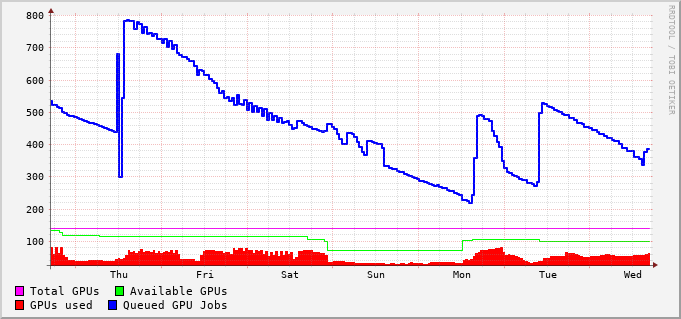 800
700
600
500
400
300
200
100
Thu Fri Sat Sun Mon Tue Wed
Total GPUs Available GPUs
GPUs used Queued GPU Jobs
RRDTOOL / TOBI OETIKER